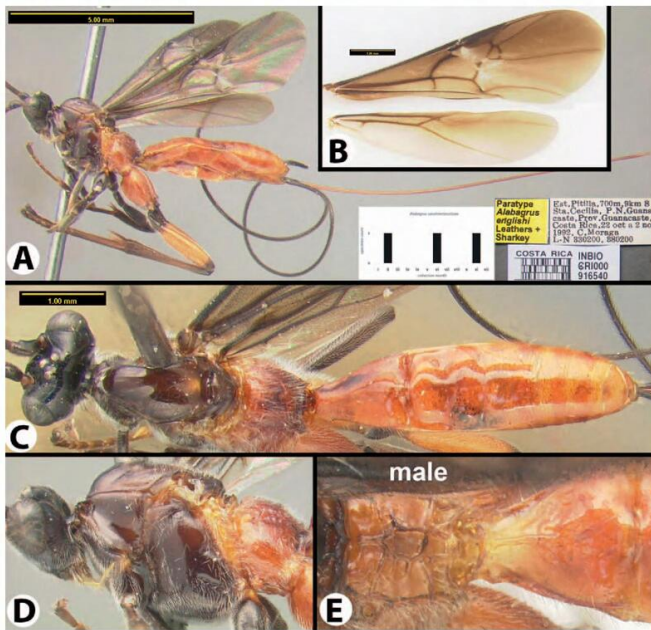 5.00 mm
B
A
Paratype
Alabagrus
englishi
Leathers +
Sharkey
Est, Pitilla, 700m, 9km S
Sta. Cecilia, P.N. Guana
caste, Prov. Guanacaste,
Costa Rica, 22 oct a 2 no
1992, C. Moraga
L-N 330200, 380200
COSTA RICA
INBIO
CRI000
916540
1.00 mm
C
male
D
E